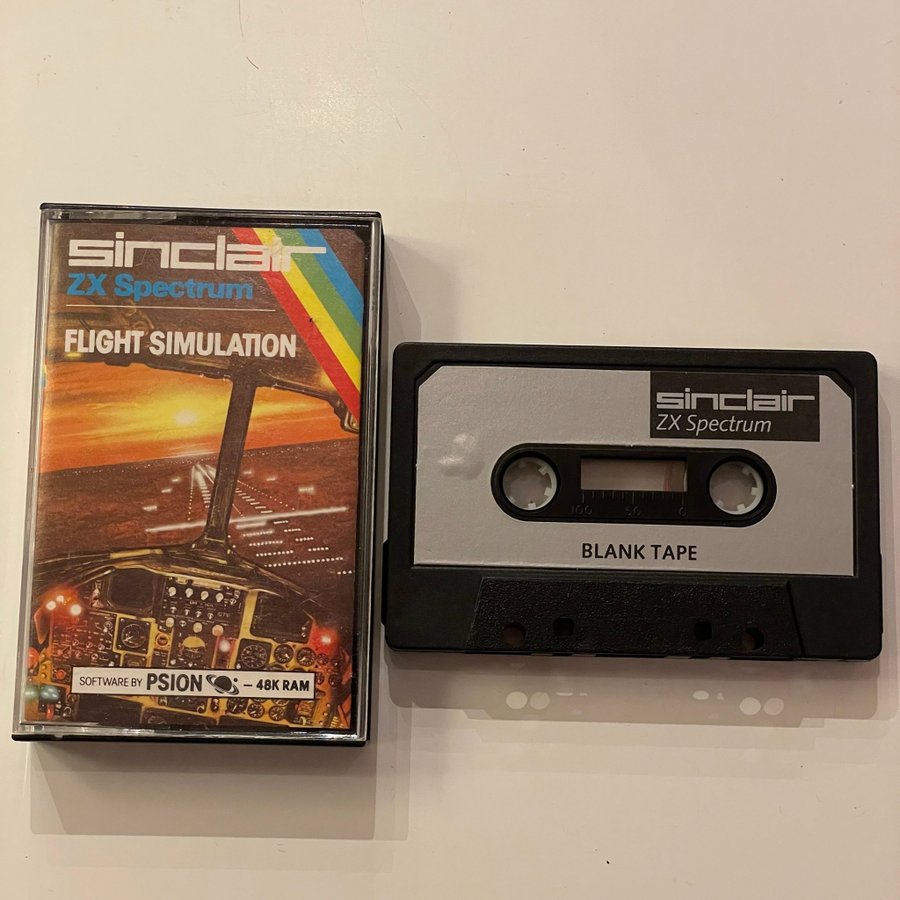 sinclair
ZX Spectrum
FLIGHT SIMULATION
SOFTWARE BY PSION — 48K RAM
sinclair
ZX Spectrum
100 50 0
BLANK TAPE